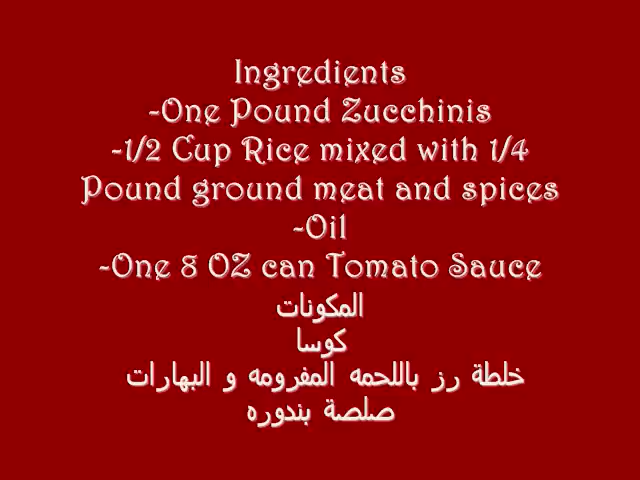 Ingredients
-One Pound Zucchinis
-1/2 Cup Rice mixed with 1/4
Pound ground meat and spices
-Oil
-One 8 OZ can Tomato Sauce
المكونات
كوسا
خلطة رز باللحمه المفرومه و البهارات
صلصة بندوره